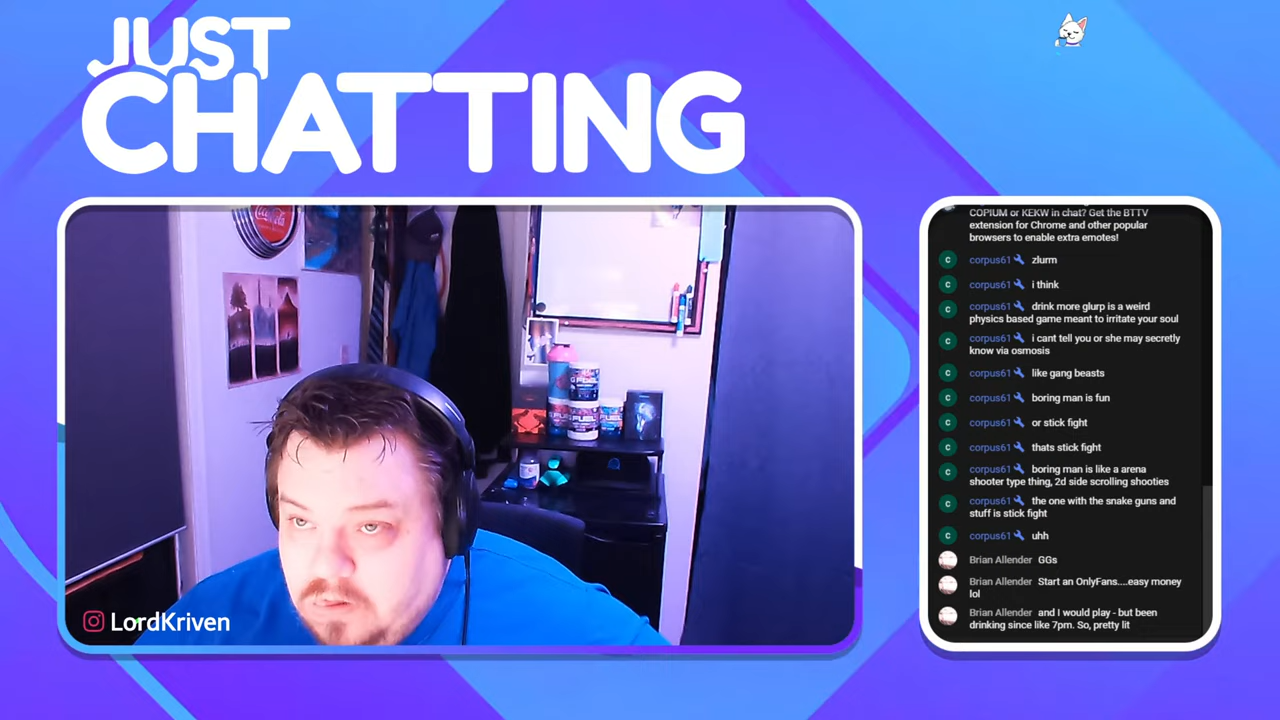 JUST
CHATTING
Coca-Cola
G FUEL
LordKriven
COPIUM or KEKW in chat? Get the BTTV
extension for Chrome and other popular
browsers to enable extra emotes!
C corpus61 zlurm
C corpus61 i think
C corpus61 drink more glurp is a weird
physics based game meant to irritate your soul
C corpus61 i cant tell you or she may secretly
know via osmosis
C corpus61 like gang beasts
C corpus61 boring man is fun
C corpus61 or stick fight
C corpus61 thats stick fight
C corpus61 boring man is like a arena
shooter type thing, 2d side scrolling shooties
C corpus61 the one with the snake guns and
stuff is stick fight
C corpus61 uhh
Brian Allender GGs
Brian Allender Start an OnlyFans....easy money
lol
Brian Allender and I would play - but been
drinking since like 7pm. So, pretty lit